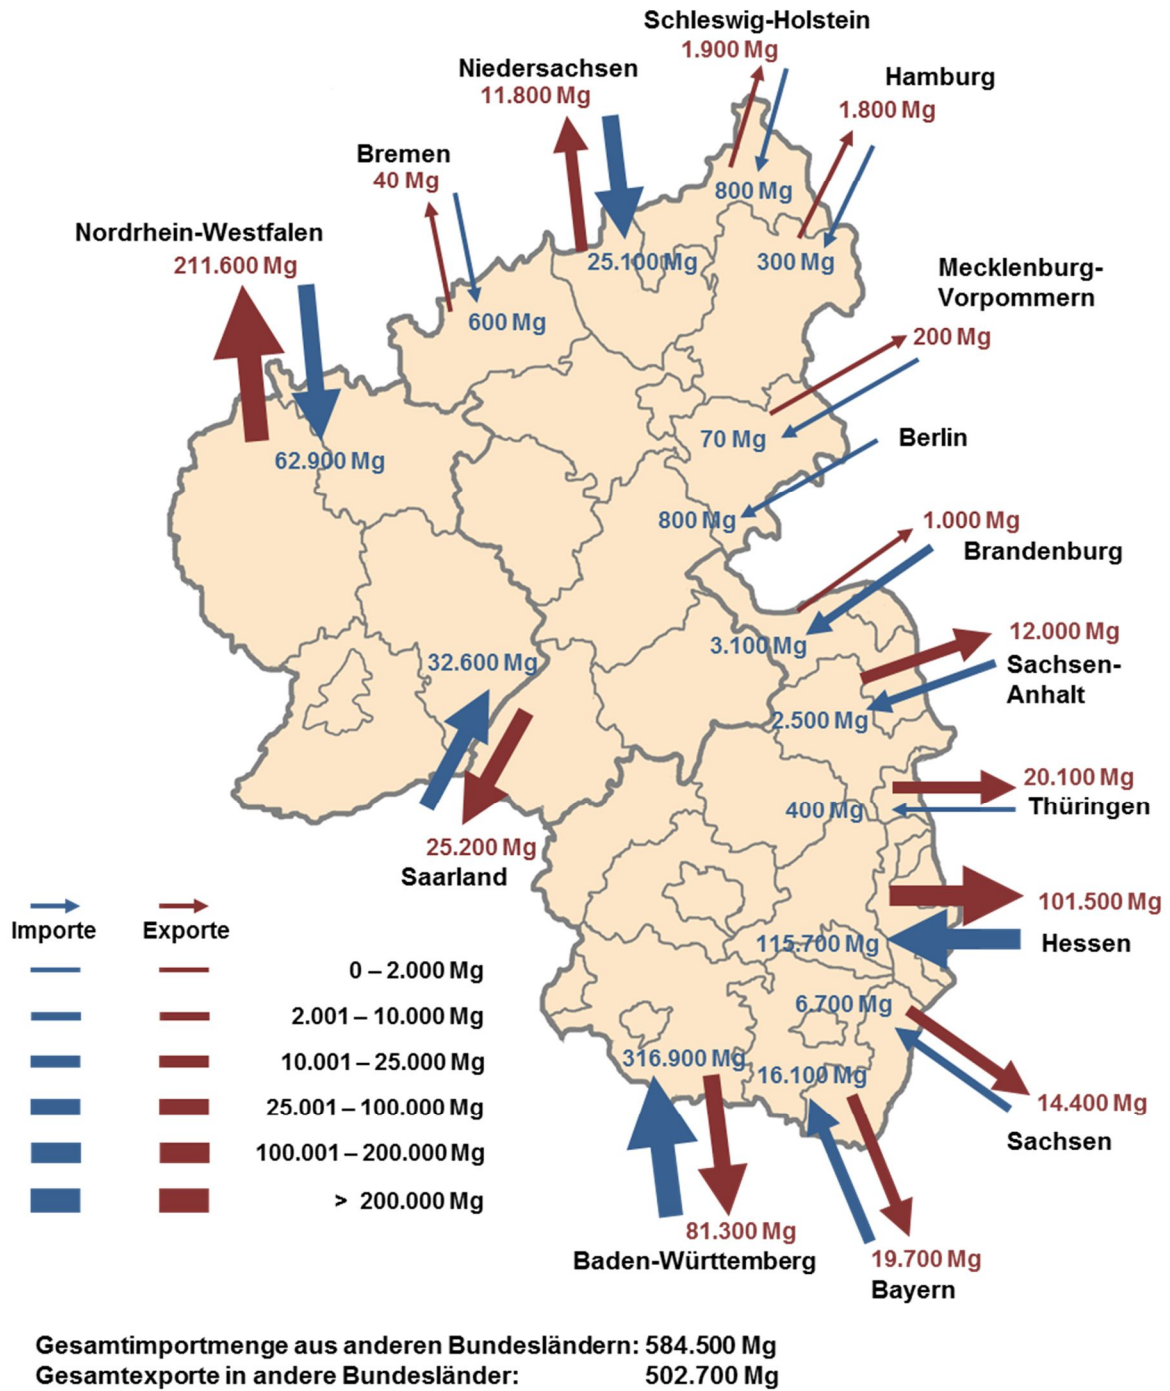 Schleswig-Holstein
1.900 Mg
800 Mg
Hamburg
1.800 Mg
300 Mg
Niedersachsen
11.800 Mg
25.100 Mg
Bremen
40 Mg
600 Mg
Nordrhein-Westfalen
211.600 Mg
62.900 Mg
Mecklenburg-
Vorpommern
200 Mg
70 Mg
Berlin
800 Mg
1.000 Mg
Brandenburg
3.100 Mg
12.000 Mg
Sachsen-
Anhalt
2.500 Mg
20.100 Mg
Thüringen
400 Mg
32.600 Mg
25.200 Mg
Saarland
101.500 Mg
Hessen
115.700 Mg
6.700 Mg
14.400 Mg
Sachsen
316.900 Mg
81.300 Mg
Baden-Württemberg
16.100 Mg
19.700 Mg
Bayern
Importe Exporte
0 – 2.000 Mg
2.001 – 10.000 Mg
10.001 – 25.000 Mg
25.001 – 100.000 Mg
100.001 – 200.000 Mg
> 200.000 Mg
Gesamtimportmenge aus anderen Bundesländern: 584.500 Mg
Gesamtexporte in andere Bundesländer: 502.700 Mg